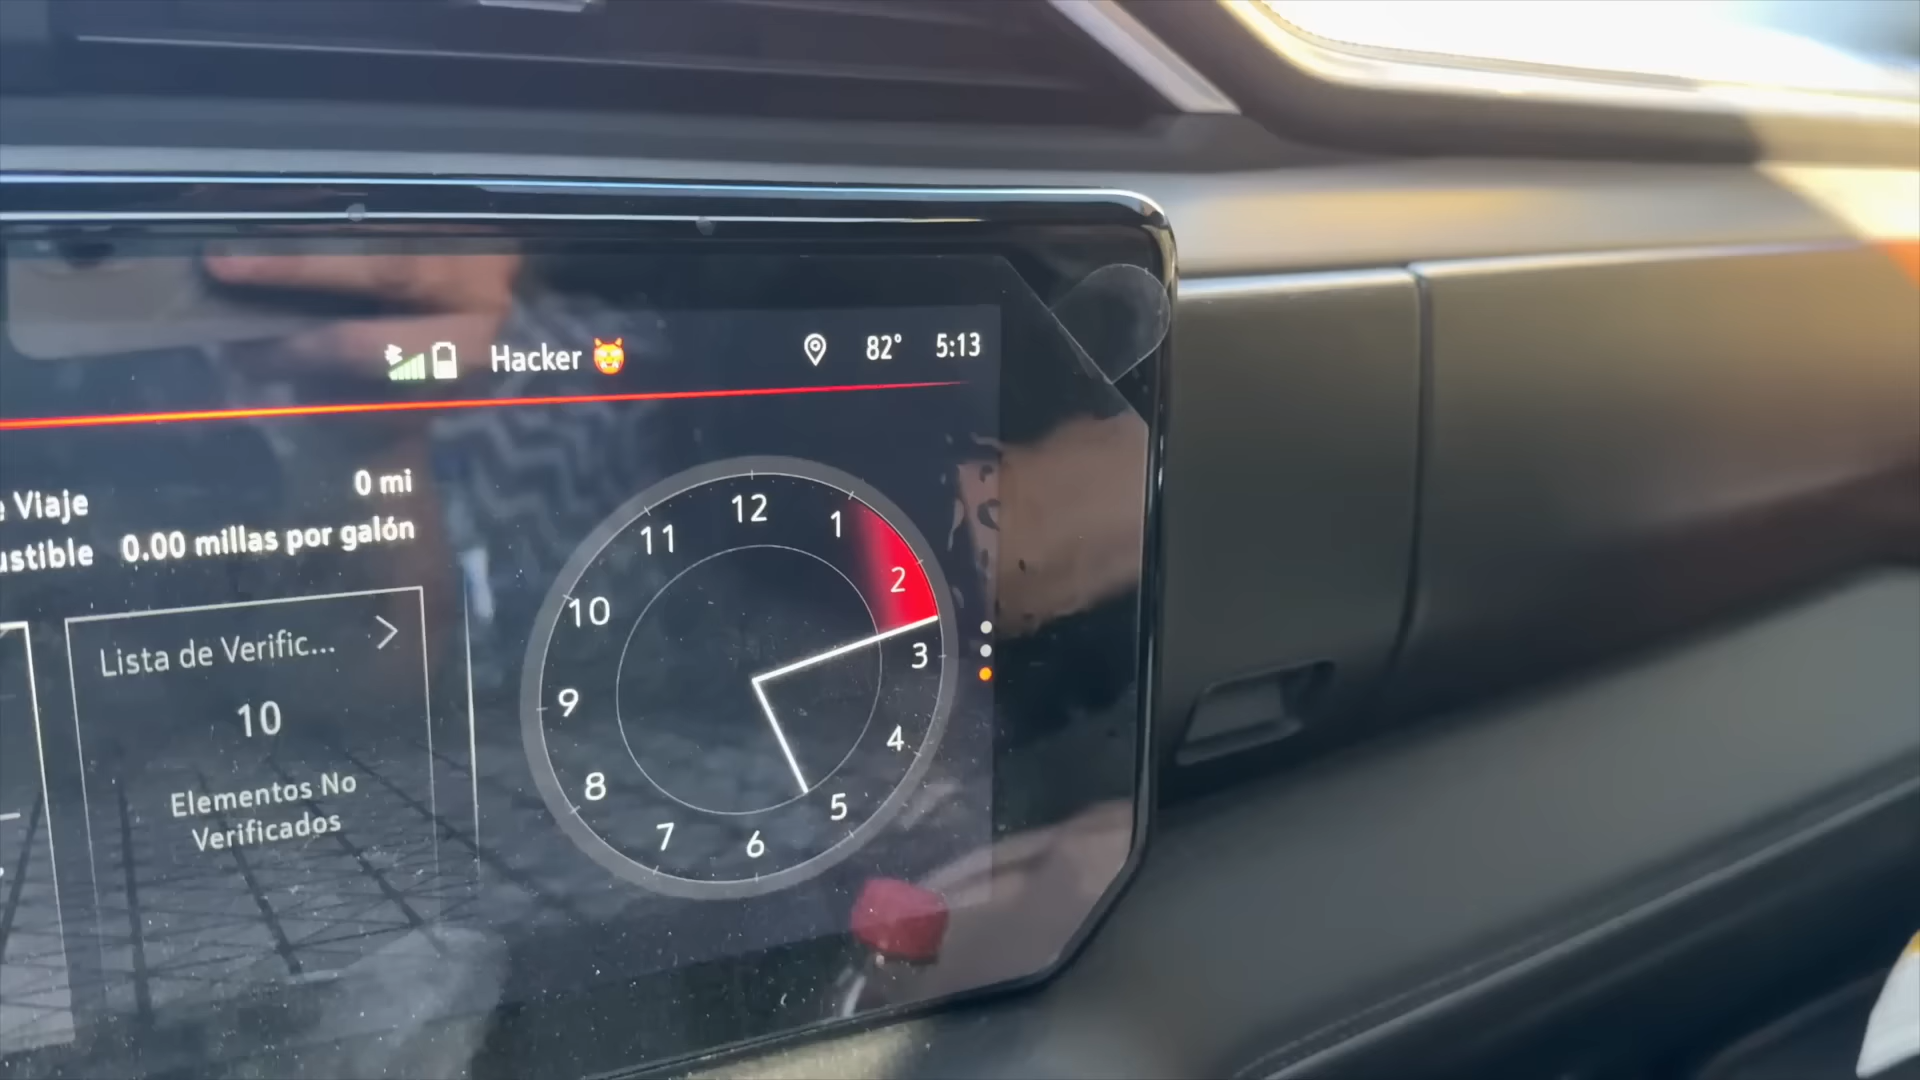 Hacker 😈 82° 5:13
Viaje 0 mi
0.00 millas por galón
Lista de Verific...
10
Elementos No
Verificados
12
1
2
3
4
5
6
7
8
9
10
11